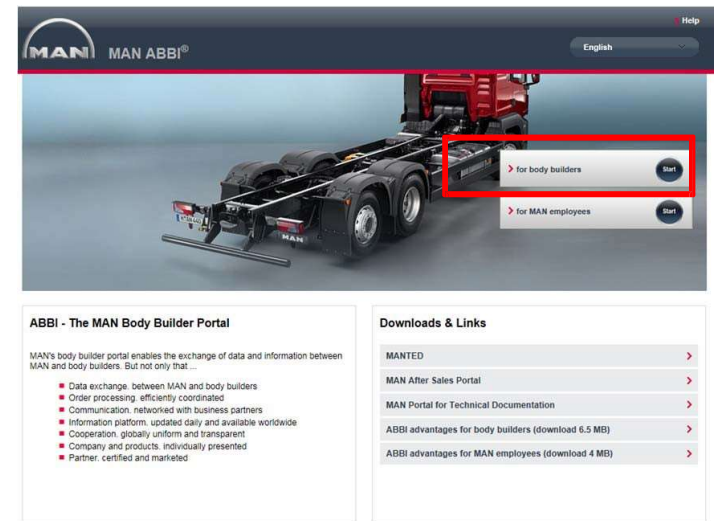 Help
MAN MAN ABBI®
English
for body builders Start
for MAN employees Start
MAN
ABBI - The MAN Body Builder Portal
MAN's body builder portal enables the exchange of data and information between
MAN and body builders. But not only that ...
Data exchange. between MAN and body builders
Order processing. efficiently coordinated
Communication. networked with business partners
Information platform. updated daily and available worldwide
Cooperation. globally uniform and transparent
Company and products. individually presented
Partner. certified and marketed
Downloads & Links
MANTED
MAN After Sales Portal
MAN Portal for Technical Documentation
ABBI advantages for body builders (download 6.5 MB)
ABBI advantages for MAN employees (download 4 MB)